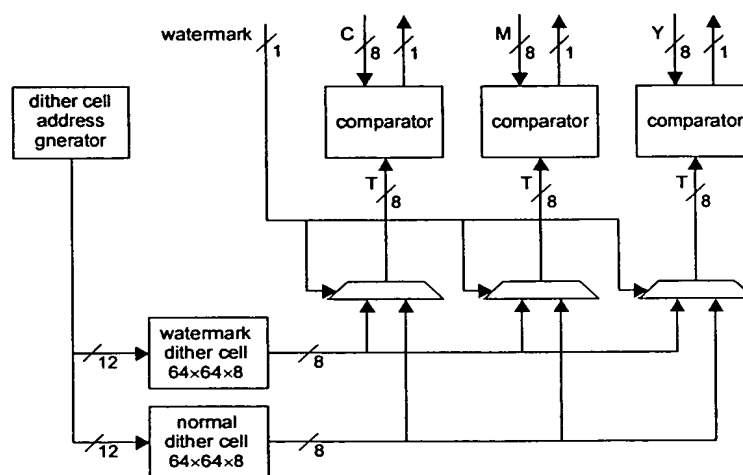 watermark 1 C 8 1 M 8 1 Y 8 1
dither cell
address
gnerator
comparator comparator comparator
T 8 T 8 T 8
watermark
dither cell
64×64×8
12 8
normal
dither cell
64×64×8
12 8